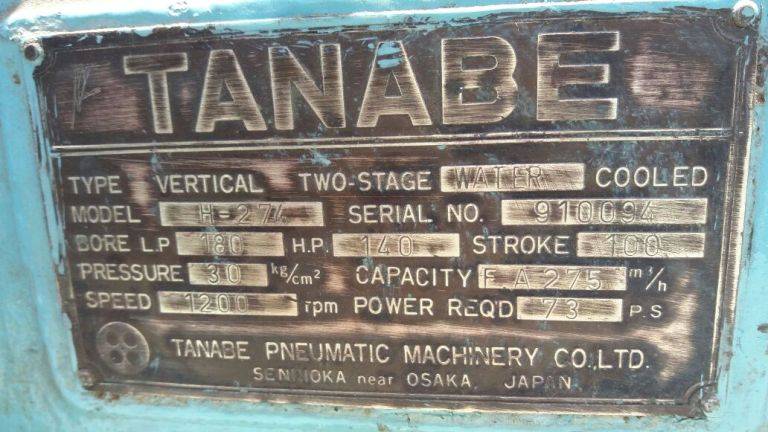 TANABE
TYPE VERTICAL TWO-STAGE WATER COOLED
MODEL H-274 SERIAL NO. 910094
BORE L.P 180 H.P. 140 STROKE 100
PRESSURE 30 kg/cm² CAPACITY F.A 275 m³/h
SPEED 1200 rpm POWER REQ'D 73 P.S
TANABE PNEUMATIC MACHINERY CO.,LTD.
SENRIOKA near OSAKA, JAPAN